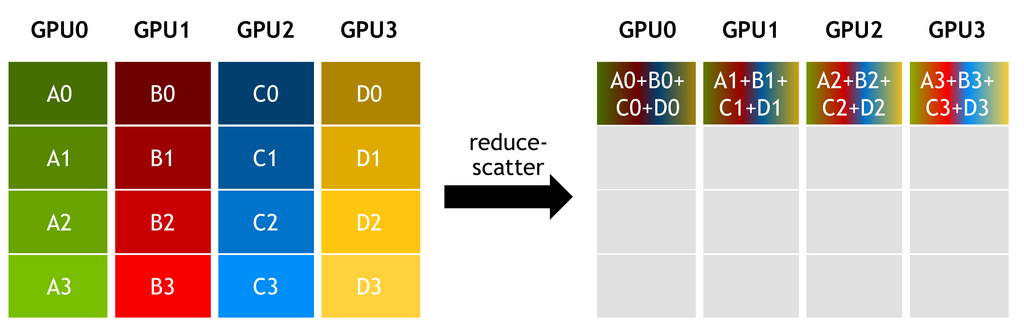 GPU0 GPU1 GPU2 GPU3
A0 B0 C0 D0
A1 B1 C1 D1
A2 B2 C2 D2
A3 B3 C3 D3
reduce-
scatter
GPU0 GPU1 GPU2 GPU3
A0+B0+ A1+B1+ A2+B2+ A3+B3+
C0+D0 C1+D1 C2+D2 C3+D3